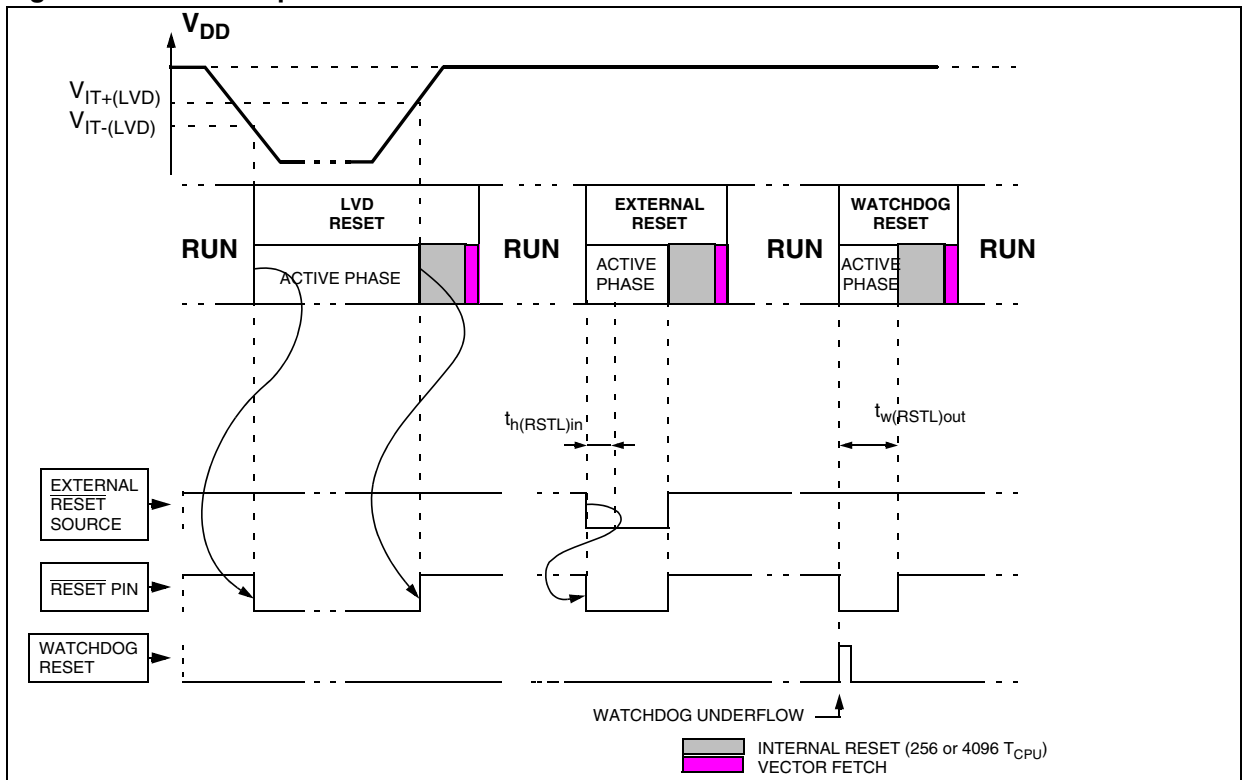 V_DD
V_IT+(LVD)
V_IT-(LVD)
LVD
RESET
EXTERNAL
RESET
WATCHDOG
RESET
RUN
RUN
RUN
RUN
ACTIVE PHASE
ACTIVE
PHASE
ACTIVE
PHASE
t_h(RSTL)in
t_w(RSTL)out
EXTERNAL
RESET
SOURCE
RESET PIN
WATCHDOG
RESET
WATCHDOG UNDERFLOW
INTERNAL RESET (256 or 4096 T_CPU)
VECTOR FETCH